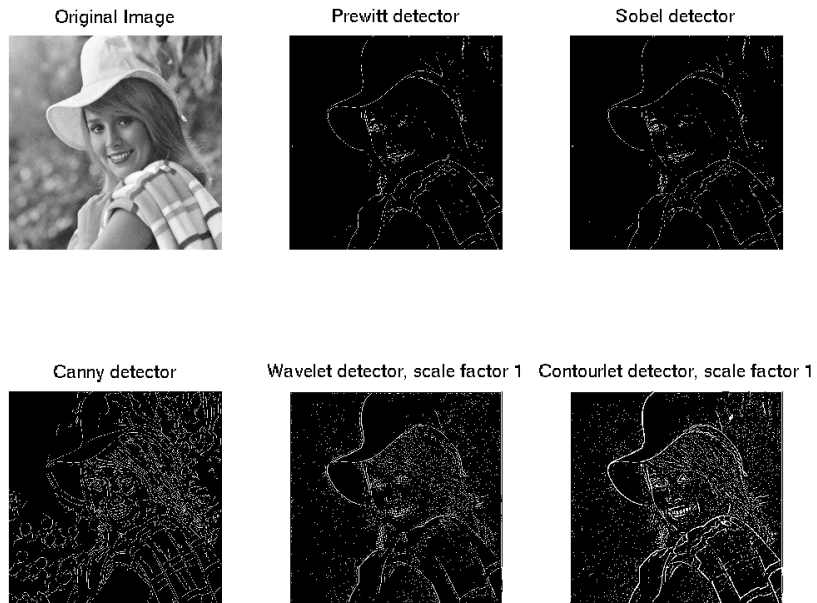 Original Image
Prewitt detector
Sobel detector
Canny detector
Wavelet detector, scale factor 1
Contourlet detector, scale factor 1